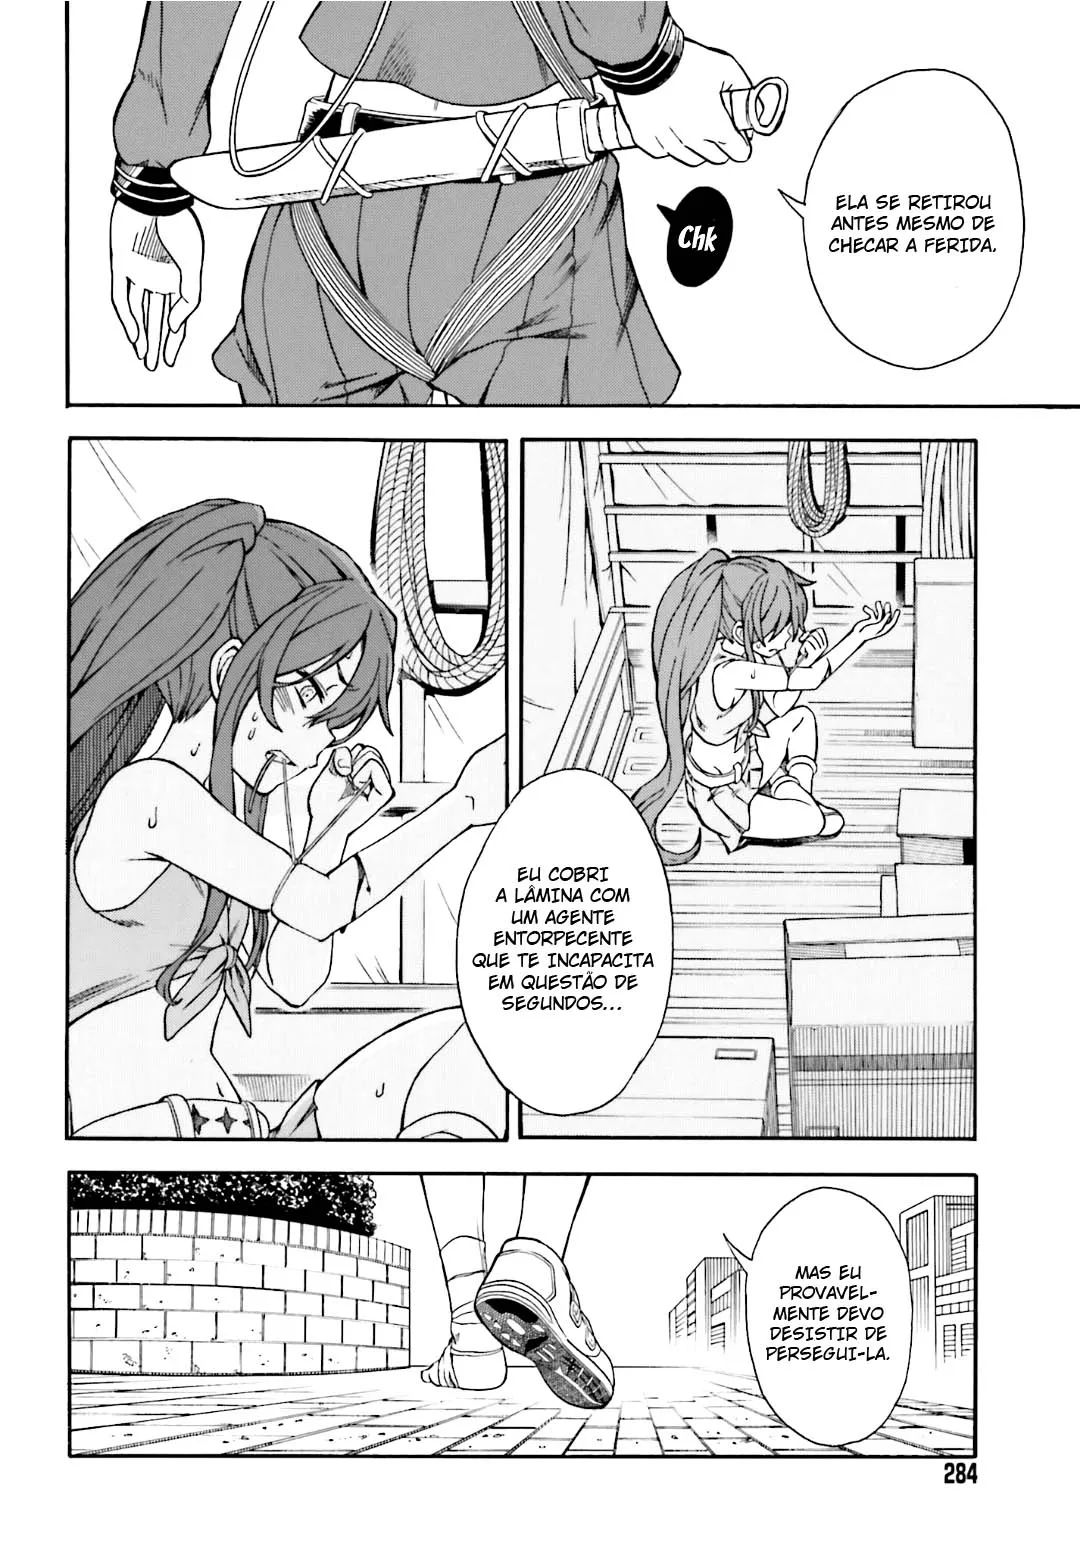 ELA SE RETIROU
ANTES MESMO DE
CHECAR A FERIDA.
Chk
EU COBRI
A LÂMINA COM
UM AGENTE
ENTORPECENTE
QUE TE INCAPACITA
EM QUESTÃO DE
SEGUNDOS...
MAS EU
PROVAVEL-
MENTE DEVO
DESISTIR DE
PERSEGUI-LA.
284